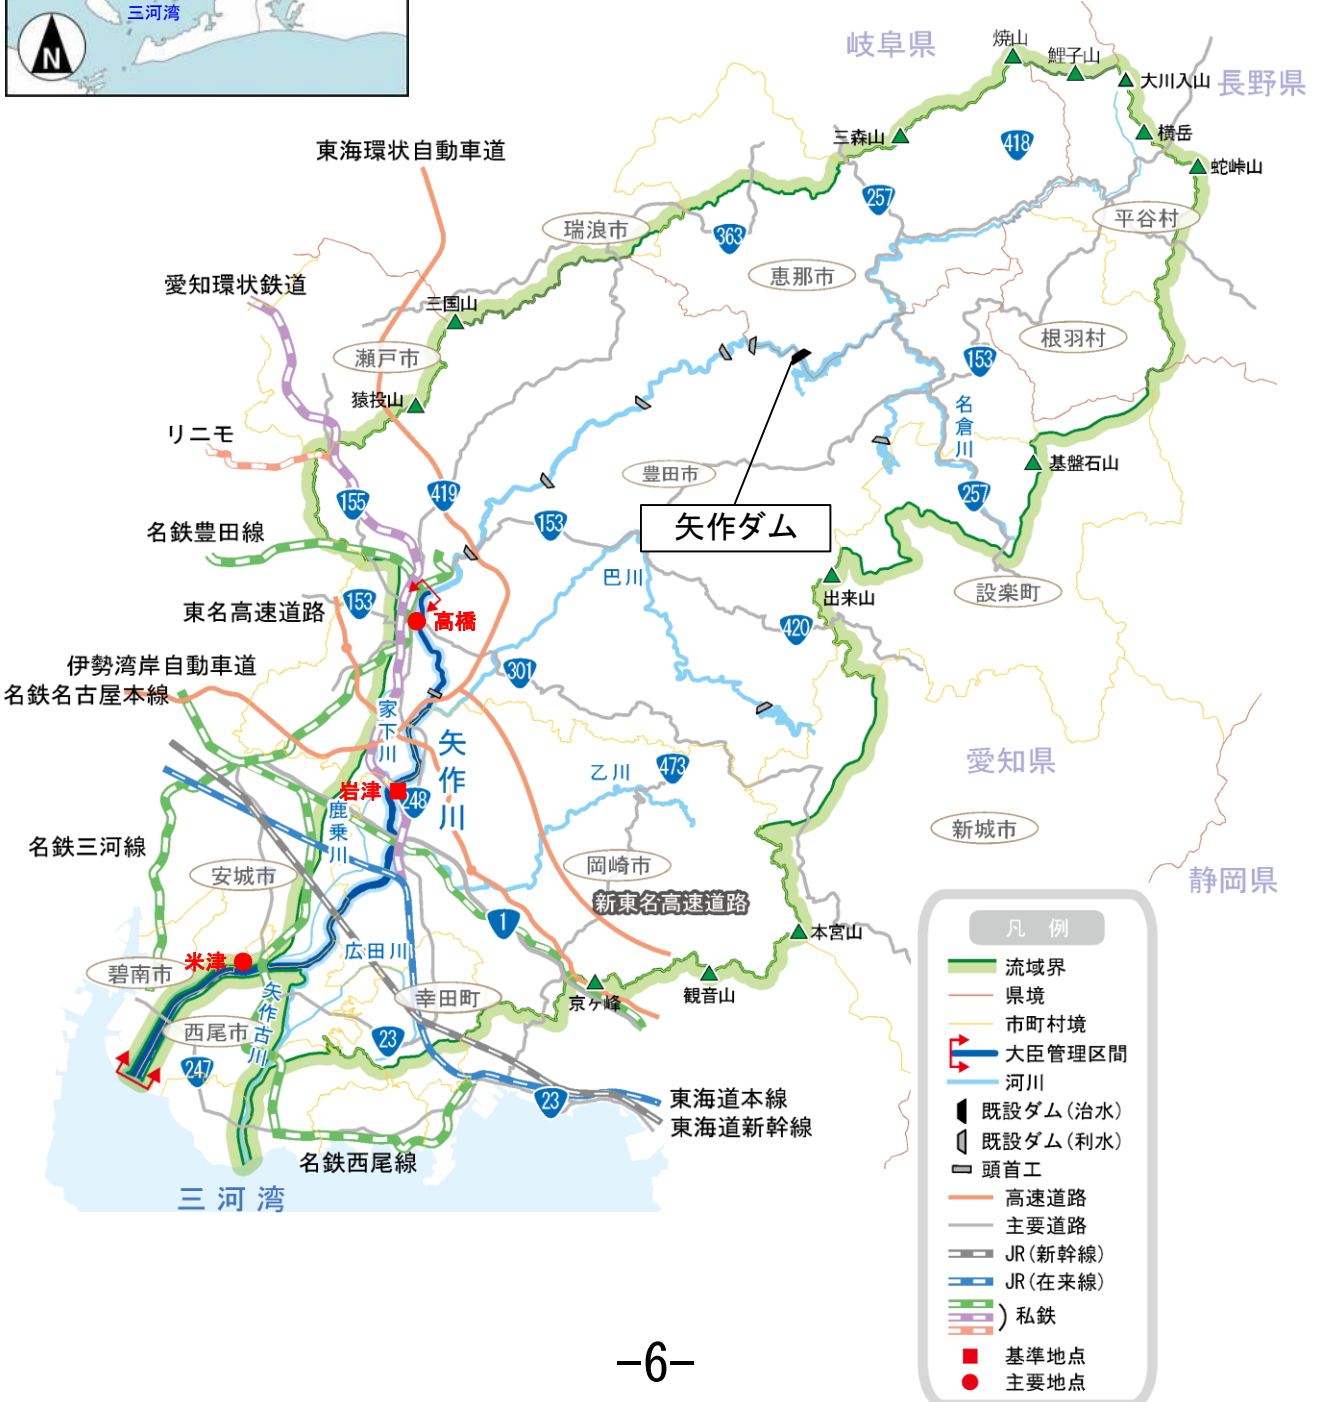 三河湾
N
岐阜県
焼山
鯉子山
大川入山
長野県
三森山
418
横岳
東海環状自動車道
蛇峠山
257
平谷村
瑞浪市
363
恵那市
愛知環状鉄道
三国山
根羽村
瀬戸市
153
猿投山
名倉川
リニモ
基盤石山
豊田市
155
419
257
153
矢作ダム
名鉄豊田線
巴川
設楽町
出来山
153
東名高速道路
高橋
420
伊勢湾岸自動車道
301
名鉄名古屋本線
家下川
矢作川
愛知県
乙川
473
岩津
248
鹿乗川
新城市
名鉄三河線
岡崎市
安城市
静岡県
新東名高速道路
1
本宮山
広田川
米津
碧南市
矢作古川
幸田町
京ヶ峰
観音山
西尾市
23
247
23
東海道本線
東海道新幹線
名鉄西尾線
三河湾
凡例
流域界
県境
市町村境
大臣管理区間
河川
既設ダム(治水)
既設ダム(利水)
頭首工
高速道路
主要道路
JR(新幹線)
JR(在来線)
私鉄
基準地点
主要地点
-6-